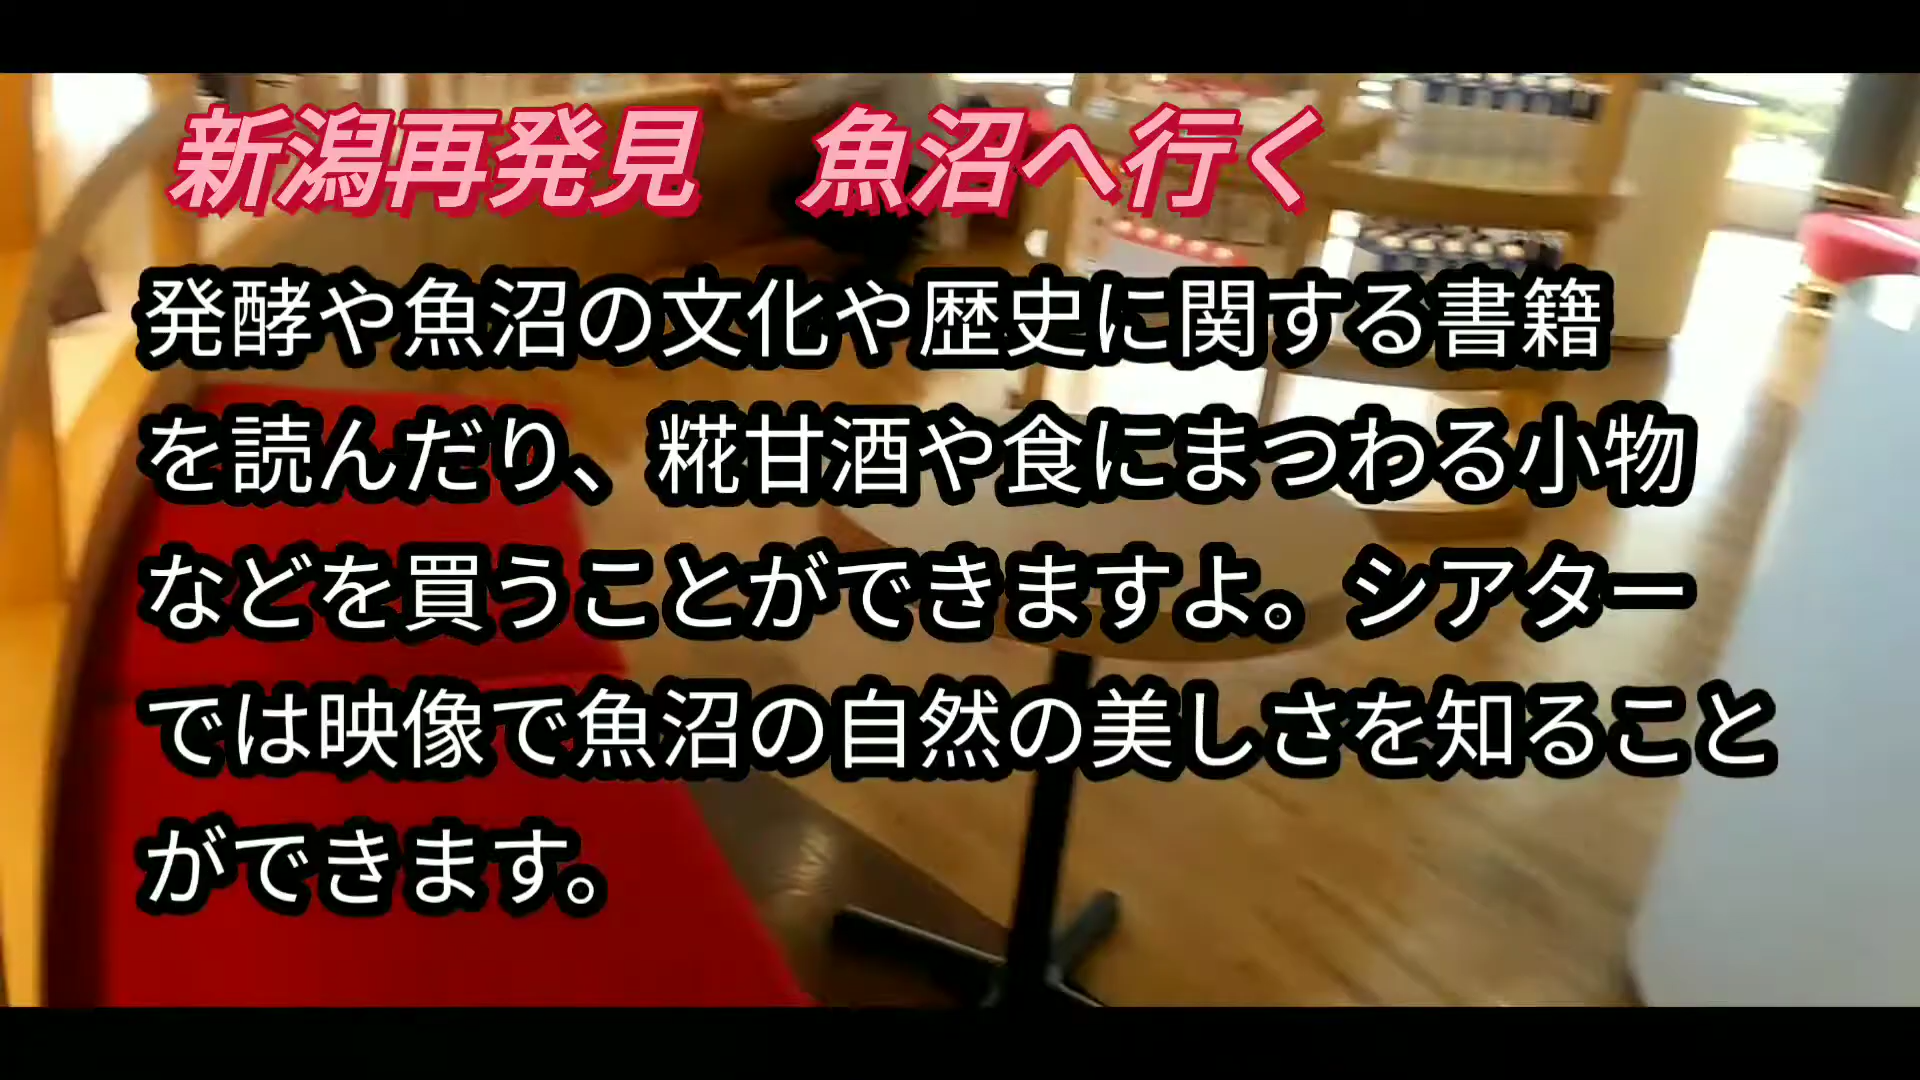 新潟再発見　魚沼へ行く
発酵や魚沼の文化や歴史に関する書籍
を読んだり、糀甘酒や食にまつわる小物
などを買うことができますよ。シアター
では映像で魚沼の自然の美しさを知ること
ができます。